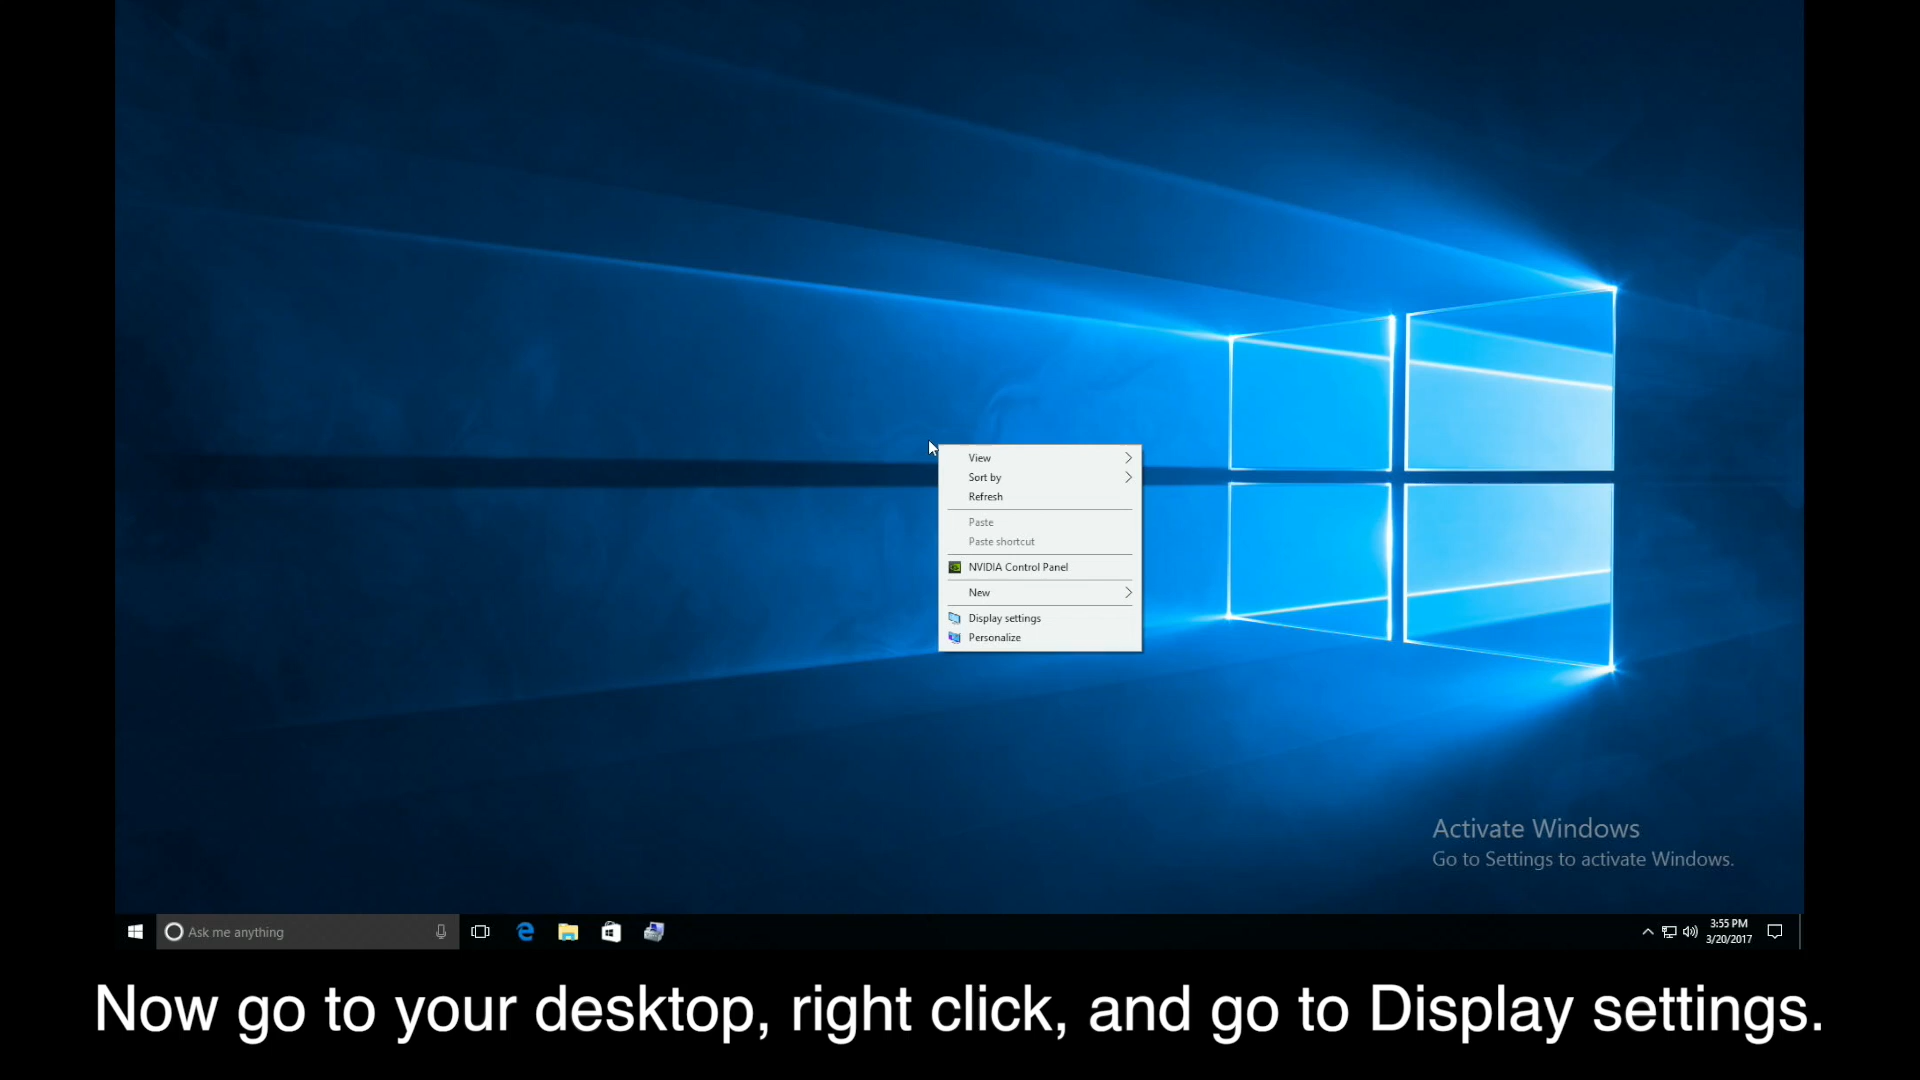 View
Sort by
Refresh
Paste
Paste shortcut
NVIDIA Control Panel
New
Display settings
Personalize
Activate Windows
Go to Settings to activate Windows.
Ask me anything
3:55 PM
3/20/2017
Now go to your desktop, right click, and go to Display settings.